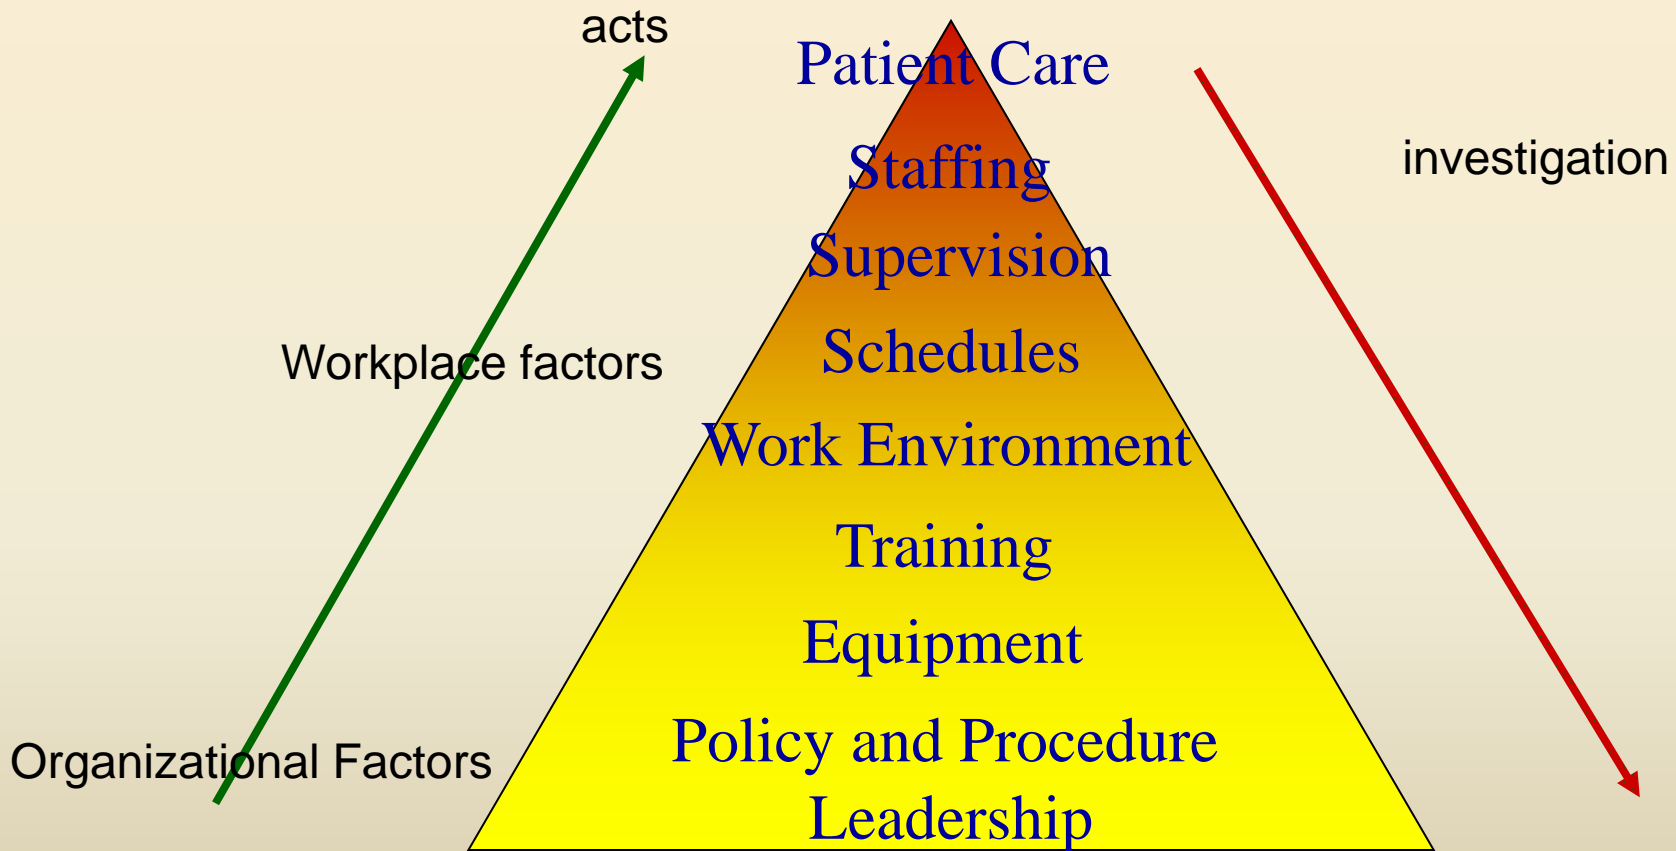 acts
Patient Care
investigation
Staffing
Supervision
Workplace factors
Schedules
Work Environment
Training
Equipment
Policy and Procedure
Organizational Factors
Leadership